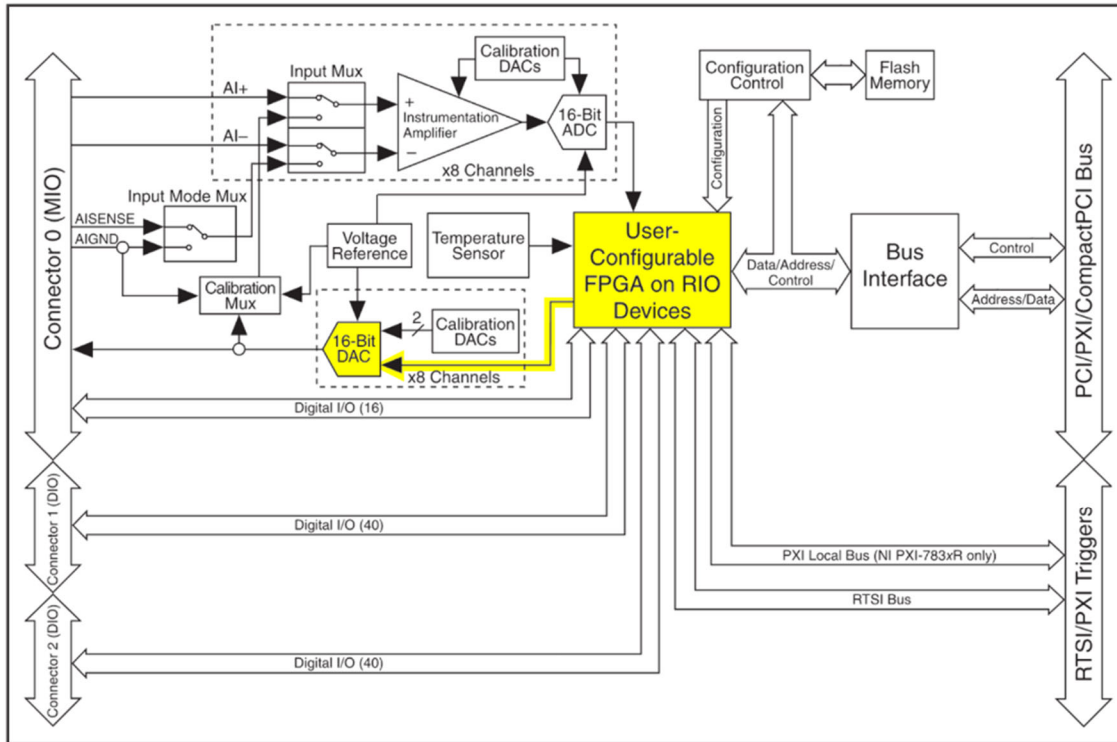 Calibration
DACs
Input Mux
AI+
+
Instrumentation
Amplifier
16-Bit
ADC
AI–
–
x8 Channels
Configuration
Control
Flash
Memory
Configuration
Connector 0 (MIO)
Input Mode Mux
AISENSE
AIGND
Voltage
Reference
Temperature
Sensor
User-
Configurable
FPGA on RIO
Devices
Data/Address/
Control
Bus
Interface
Control
Address/Data
PCI/PXI/CompactPCI Bus
Calibration
Mux
16-Bit
DAC
2
Calibration
DACs
x8 Channels
Digital I/O (16)
Connector 1 (DIO)
Digital I/O (40)
PXI Local Bus (NI PXI-783xR only)
RTSI Bus
RTSI/PXI Triggers
Connector 2 (DIO)
Digital I/O (40)